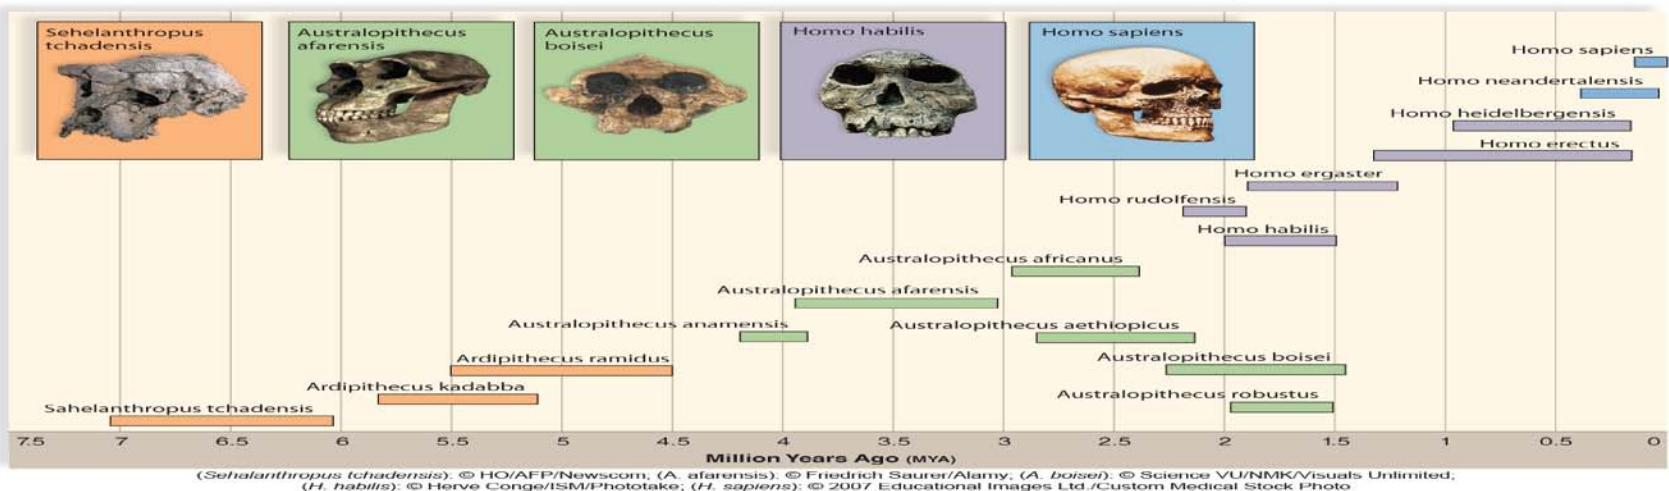 Sehelanthropus
tchadensis
Australopithecus
afarensis
Australopithecus
boisei
Homo habilis
Homo sapiens
Homo sapiens
Homo neandertalensis
Homo heidelbergensis
Homo erectus
Homo ergaster
Homo rudolfensis
Homo habilis
Australopithecus africanus
Australopithecus afarensis
Australopithecus anamensis
Australopithecus aethiopicus
Ardipithecus ramidus
Australopithecus boisei
Ardipithecus kadabba
Australopithecus robustus
Sahelanthropus tchadensis
7.5 7 6.5 6 5.5 5 4.5 4 3.5 3 2.5 2 1.5 1 0.5 0
Million Years Ago (MYA)
(Sehalanthropus tchadensis): © HO/AFP/Newscom; (A. afarensis): © Friedrich Saurer/Alamy; (A. boisei): © Science VU/NMK/Visuals Unlimited;
(H. habilis): © Herve Conge/ISM/Phototake; (H. sapiens): © 2007 Educational Images Ltd./Custom Medical Stock Photo